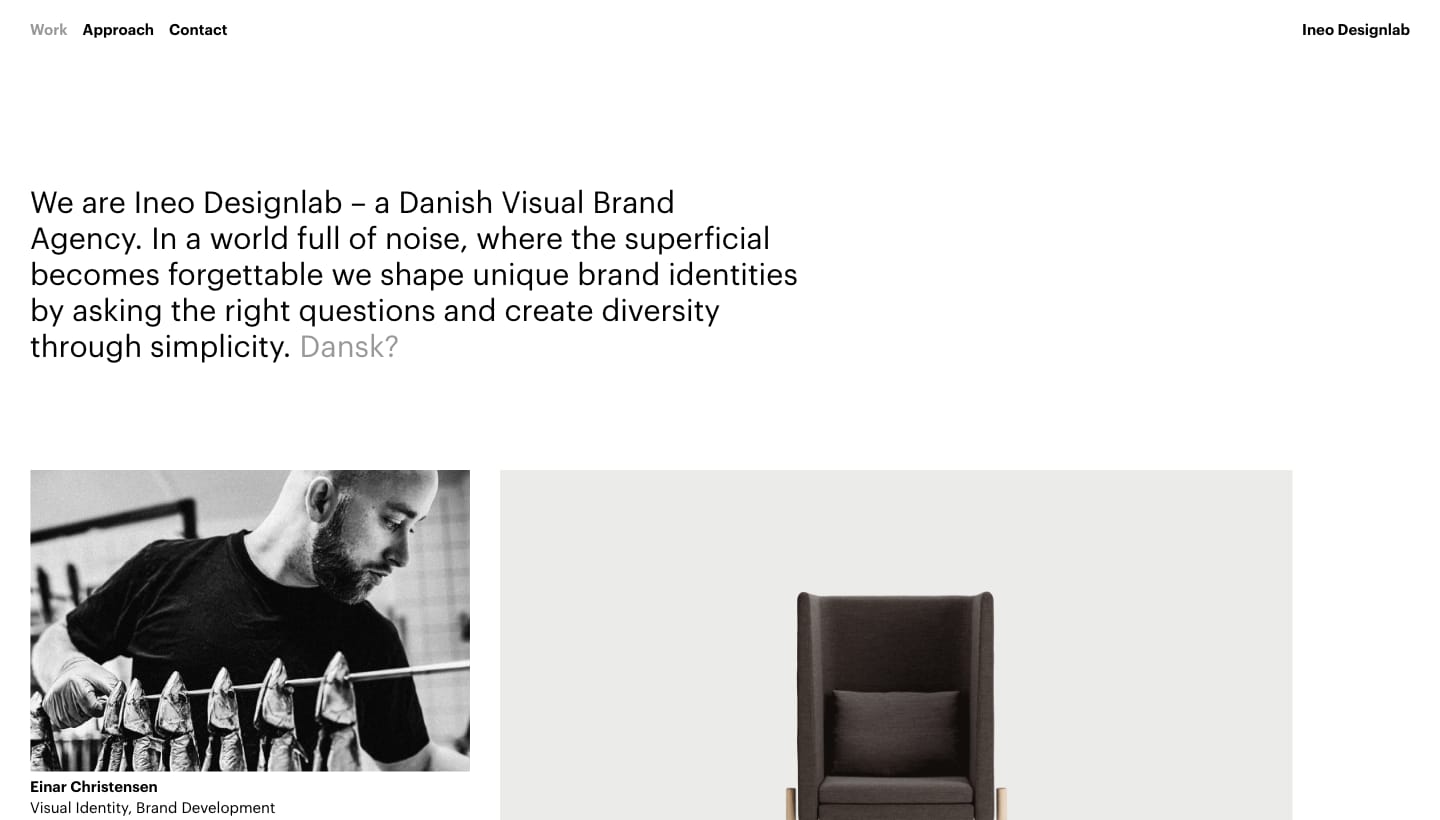 Work Approach Contact Ineo Designlab
We are Ineo Designlab – a Danish Visual Brand
Agency. In a world full of noise, where the superficial
becomes forgettable we shape unique brand identities
by asking the right questions and create diversity
through simplicity. Dansk?
Einar Christensen
Visual Identity, Brand Development